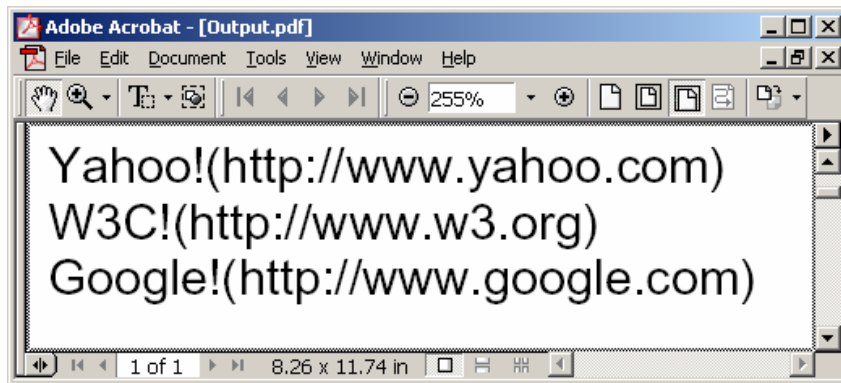 Adobe Acrobat - [Output.pdf]
File Edit Document Tools View Window Help
255%
Yahoo!(http://www.yahoo.com)
W3C!(http://www.w3.org)
Google!(http://www.google.com)
1 of 1 8.26 x 11.74 in